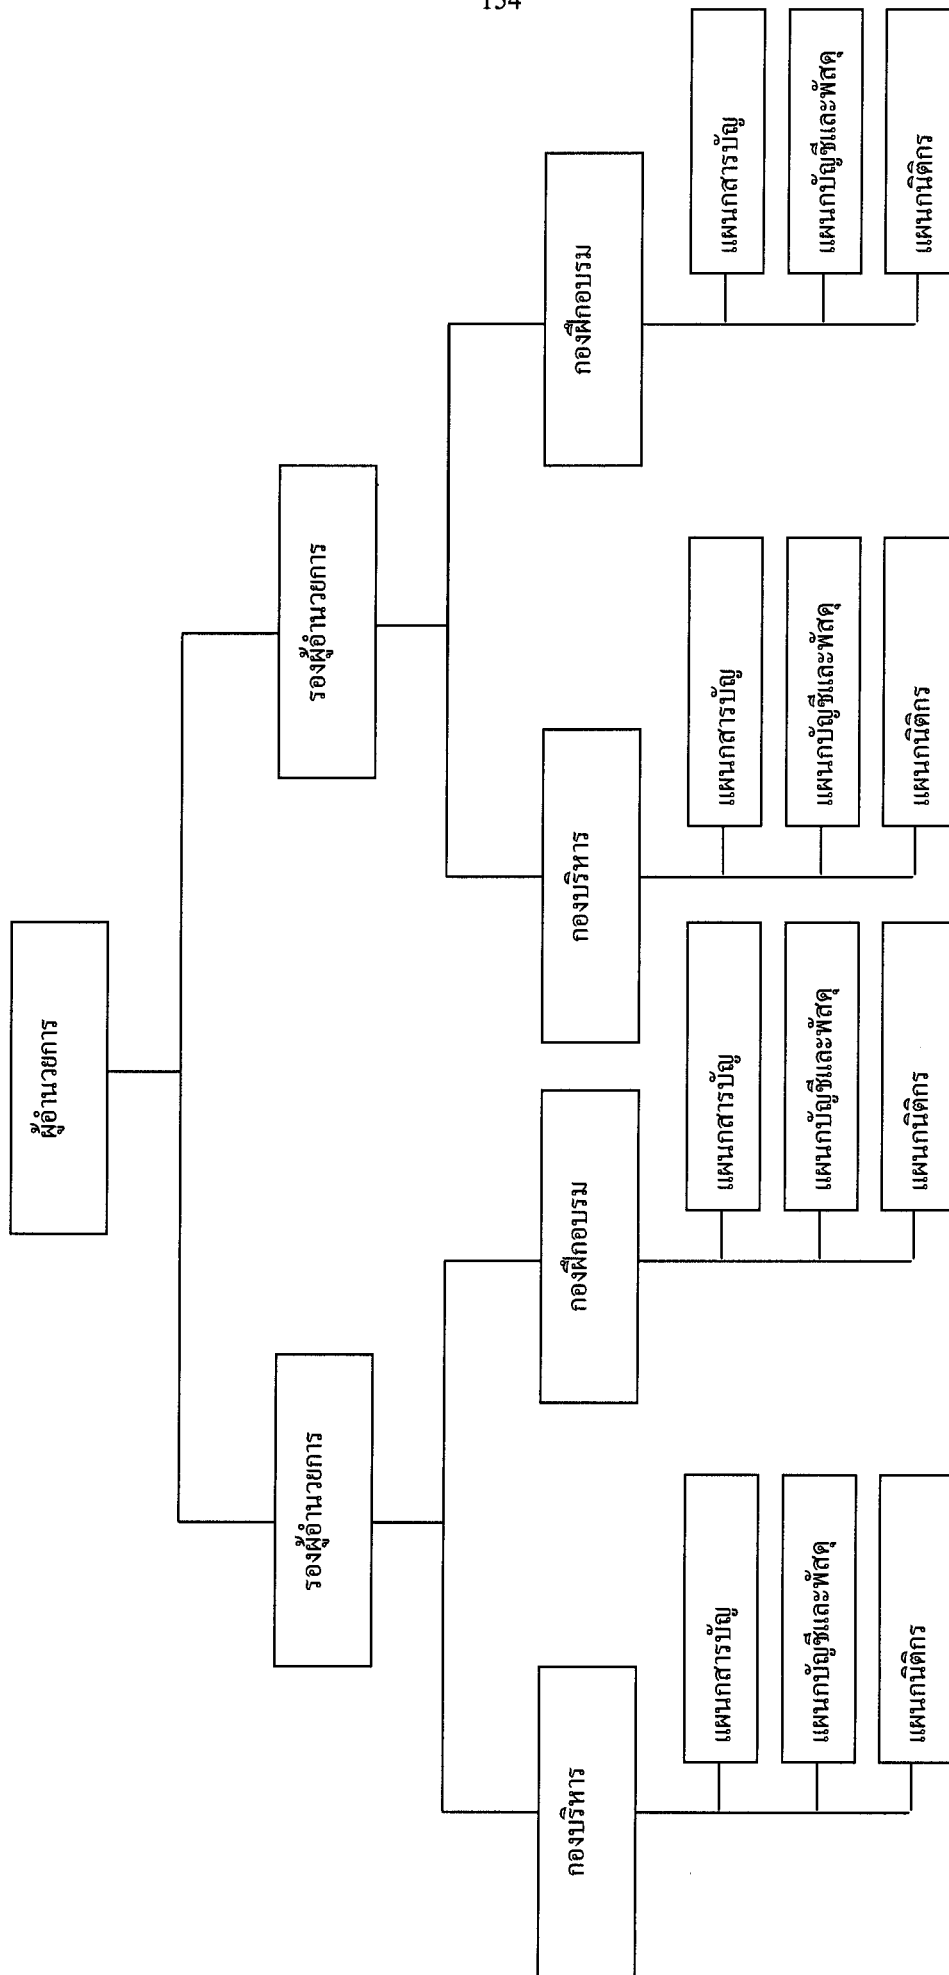 134
ผู้อำนวยการ
รองผู้อำนวยการ
รองผู้อำนวยการ
กองบริหาร
กองฝึกอบรม
กองบริหาร
กองฝึกอบรม
แผนกสารบัญ
แผนกบัญชีและพัสดุ
แผนกนิติกร
แผนกสารบัญ
แผนกบัญชีและพัสดุ
แผนกนิติกร
แผนกสารบัญ
แผนกบัญชีและพัสดุ
แผนกนิติกร
แผนกสารบัญ
แผนกบัญชีและพัสดุ
แผนกนิติกร